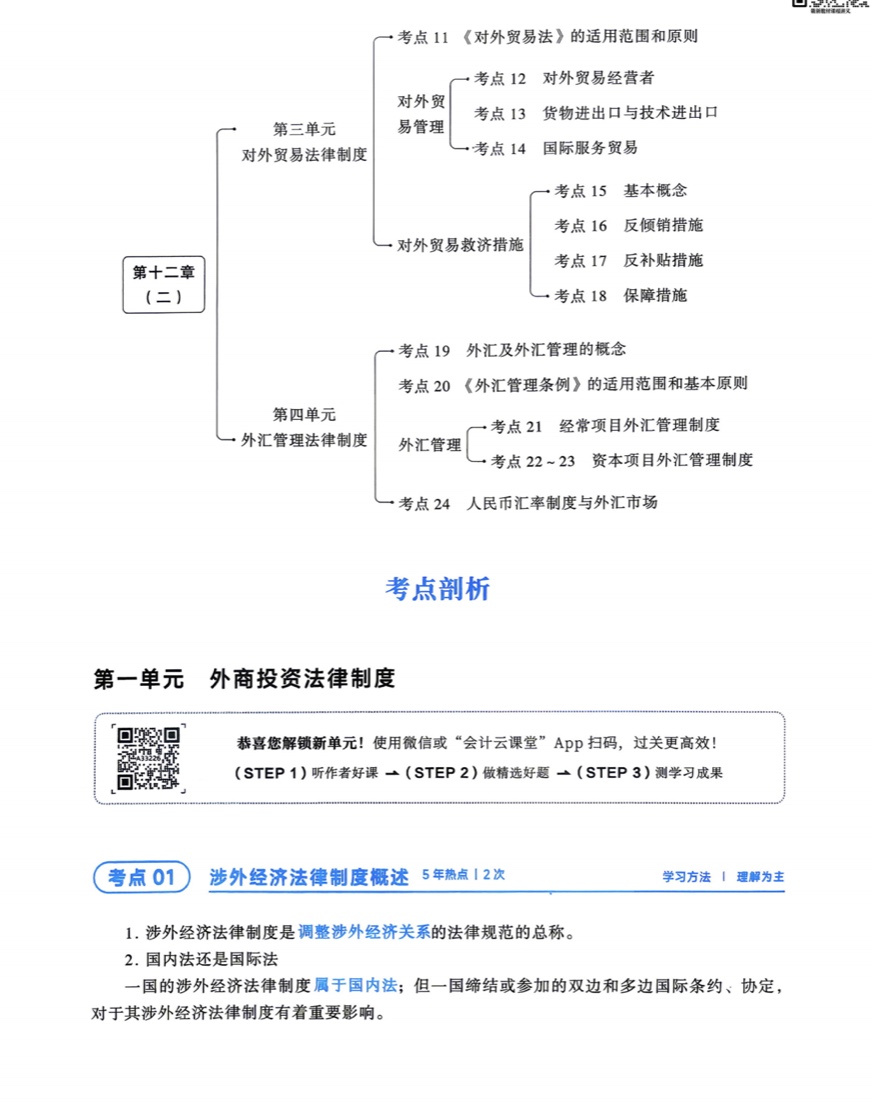 考点 11 《对外贸易法》的适用范围和原则
第三单元
对外贸易法律制度
对外贸
易管理
考点 12 对外贸易经营者
考点 13 货物进出口与技术进出口
考点 14 国际服务贸易
对外贸易救济措施
考点 15 基本概念
考点 16 反倾销措施
考点 17 反补贴措施
考点 18 保障措施
第十二章
(二)
考点 19 外汇及外汇管理的概念
考点 20 《外汇管理条例》的适用范围和基本原则
第四单元
外汇管理法律制度
外汇管理
考点 21 经常项目外汇管理制度
考点 22 ~ 23 资本项目外汇管理制度
考点 24 人民币汇率制度与外汇市场
考点剖析
第一单元 外商投资法律制度
恭喜您解锁新单元！使用微信或“会计云课堂”App 扫码，过关更高效！
(STEP 1) 听作者好课 → (STEP 2) 做精选好题 → (STEP 3) 测学习成果
考点 01 涉外经济法律制度概述 5 年热点 | 2 次 学习方法 | 理解为主
1. 涉外经济法律制度是调整涉外经济关系的法律规范的总称。
2. 国内法还是国际法
一国的涉外经济法律制度属于国内法；但一国缔结或参加的双边和多边国际条约、协定，
对于其涉外经济法律制度有着重要影响。